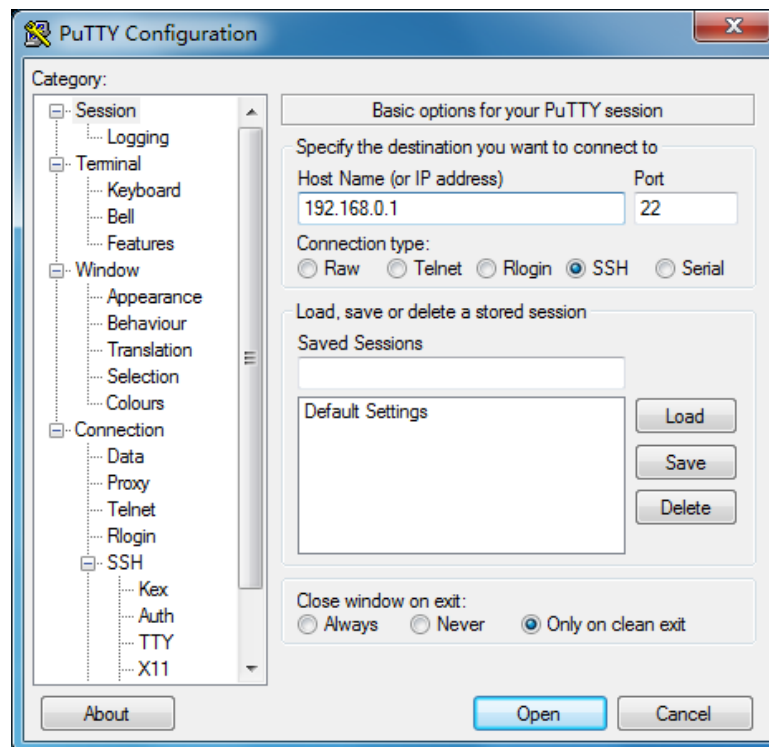 PuTTY Configuration
Category:
Session
Logging
Terminal
Keyboard
Bell
Features
Window
Appearance
Behaviour
Translation
Selection
Colours
Connection
Data
Proxy
Telnet
Rlogin
SSH
Kex
Auth
TTY
X11
Basic options for your PuTTY session
Specify the destination you want to connect to
Host Name (or IP address) Port
192.168.0.1 22
Connection type:
Raw Telnet Rlogin SSH Serial
Load, save or delete a stored session
Saved Sessions
Default Settings
Load
Save
Delete
Close window on exit:
Always Never Only on clean exit
About Open Cancel